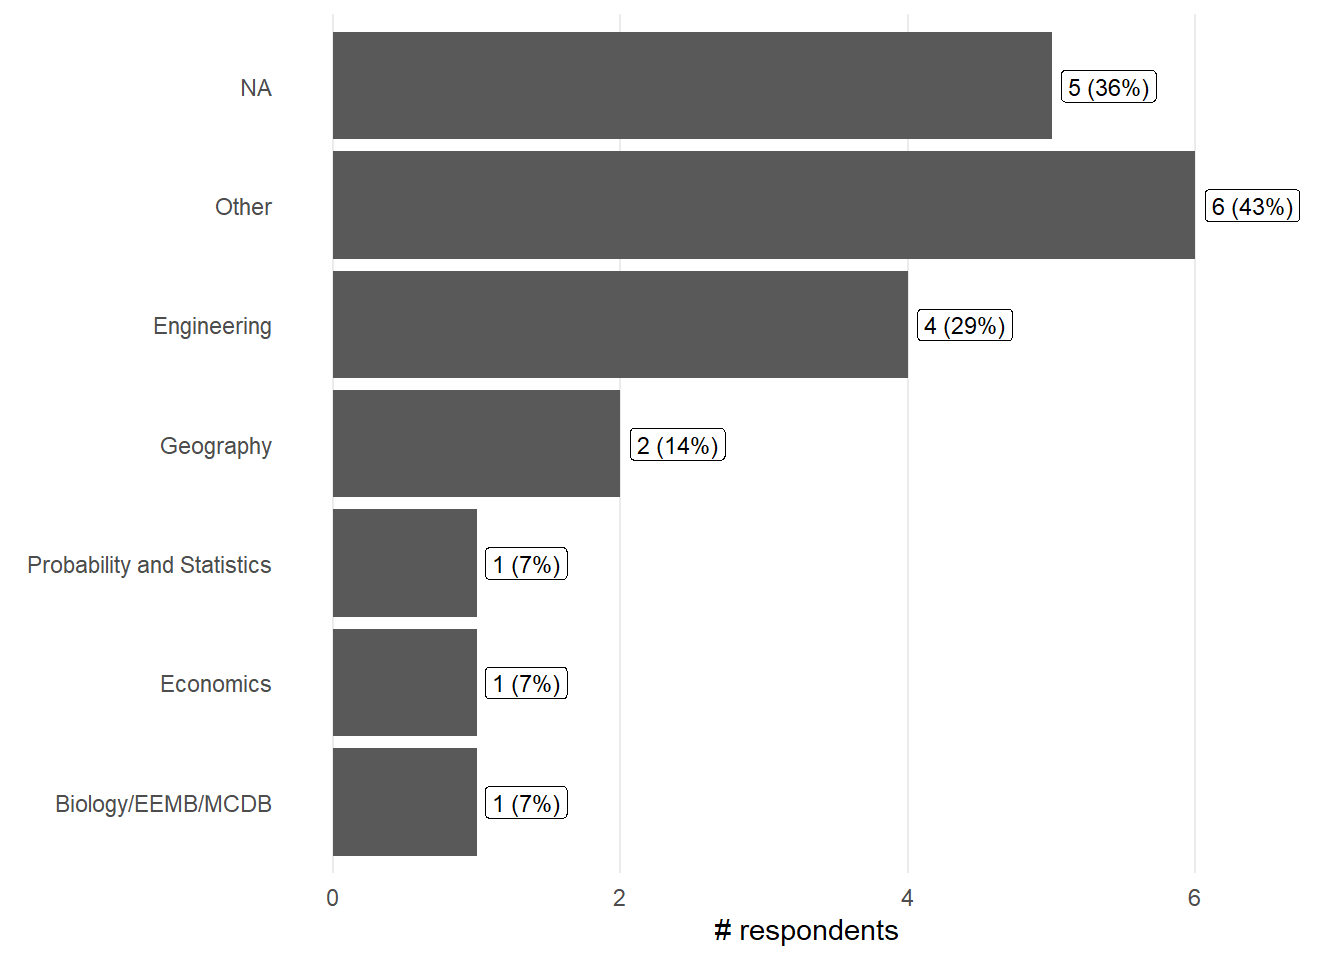 NA
5 (36%)
Other
6 (43%)
Engineering
4 (29%)
Geography
2 (14%)
Probability and Statistics
1 (7%)
Economics
1 (7%)
Biology/EEMB/MCDB
1 (7%)
0
2
4
6
# respondents